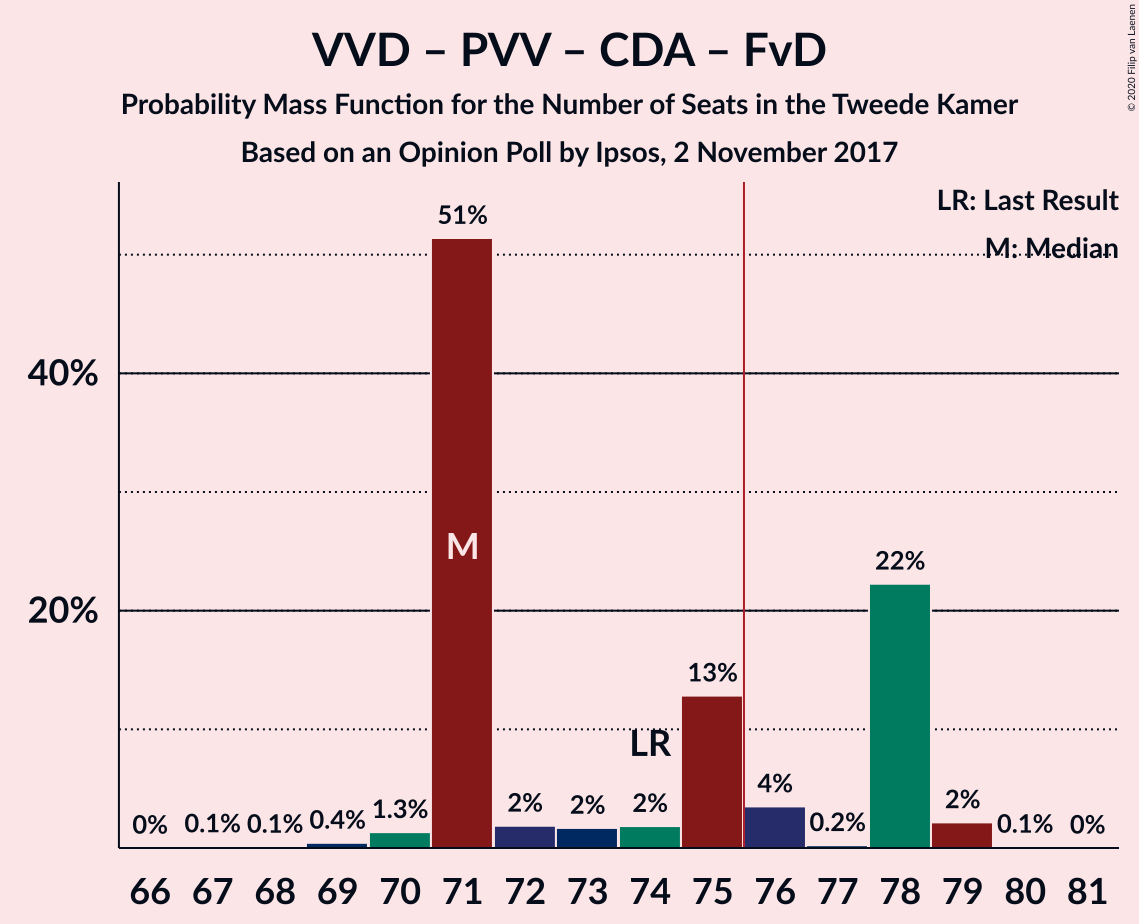 VVD – PVV – CDA – FvD
Probability Mass Function for the Number of Seats in the Tweede Kamer
Based on an Opinion Poll by Ipsos, 2 November 2017
© 2020 Filip van Laenen
LR: Last Result
M: Median
40%
20%
0% 0.1% 0.1% 0.4% 1.3% 51% 2% 2% 2% 13% 4% 0.2% 22% 2% 0.1% 0%
M
LR
66 67 68 69 70 71 72 73 74 75 76 77 78 79 80 81